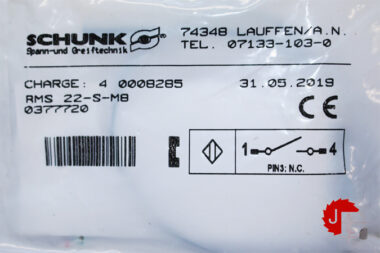 SCHUNK
Spann-und Greiftechnik
74348 LAUFFEN/A.N.
TEL. 07133-103-0
CHARGE: 4 0008285
31.05.2019
RMS 22-S-M8
0377720
CE
1 4
PIN3: N.C.
J